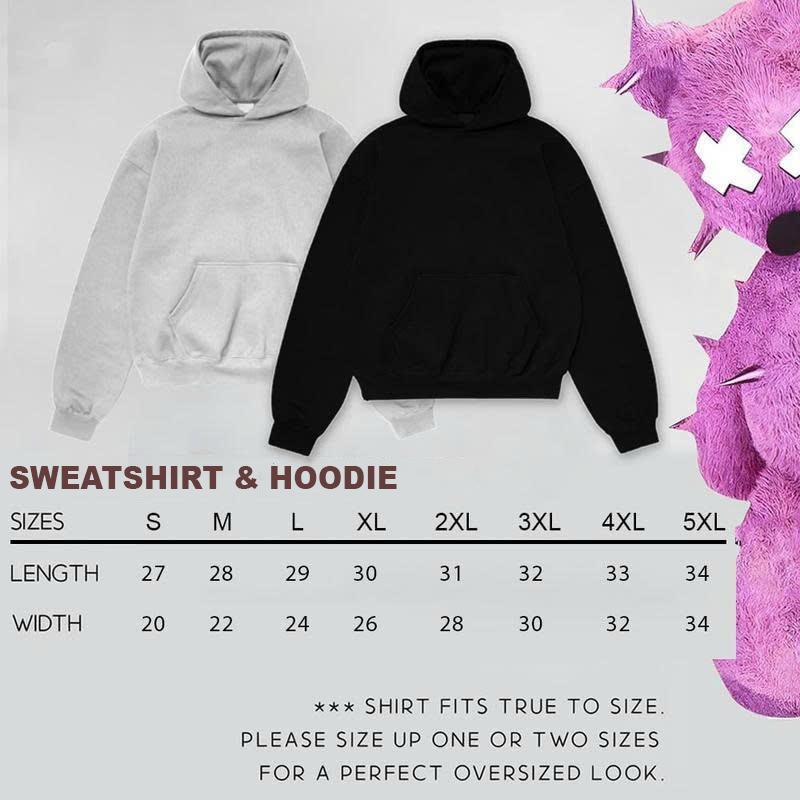 SWEATSHIRT & HOODIE
SIZES S M L XL 2XL 3XL 4XL 5XL
LENGTH 27 28 29 30 31 32 33 34
WIDTH 20 22 24 26 28 30 32 34
*** SHIRT FITS TRUE TO SIZE.
PLEASE SIZE UP ONE OR TWO SIZES
FOR A PERFECT OVERSIZED LOOK.